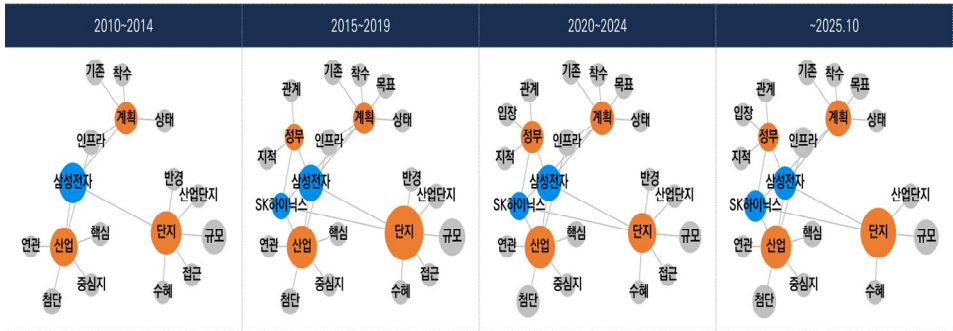 2010~2014
2015~2019
2020~2024
~2025.10
기존
착수
계획
상태
인프라
삼성전자
반경
산업단지
단지
규모
핵심
연관
산업
접근
중심지
수혜
첨단
기존
착수
목표
관계
계획
상태
정부
인프라
지적
삼성전자
반경
산업단지
SK하이닉스
단지
규모
핵심
연관
산업
접근
중심지
수혜
첨단
기존
착수
목표
관계
입장
계획
상태
정부
인프라
지적
삼성전자
반경
산업단지
SK하이닉스
단지
규모
핵심
연관
산업
접근
중심지
수혜
첨단
기존
착수
목표
관계
입장
계획
상태
정부
인프라
지적
삼성전자
산업단지
SK하이닉스
단지
규모
핵심
연관
산업
중심지
수혜
첨단